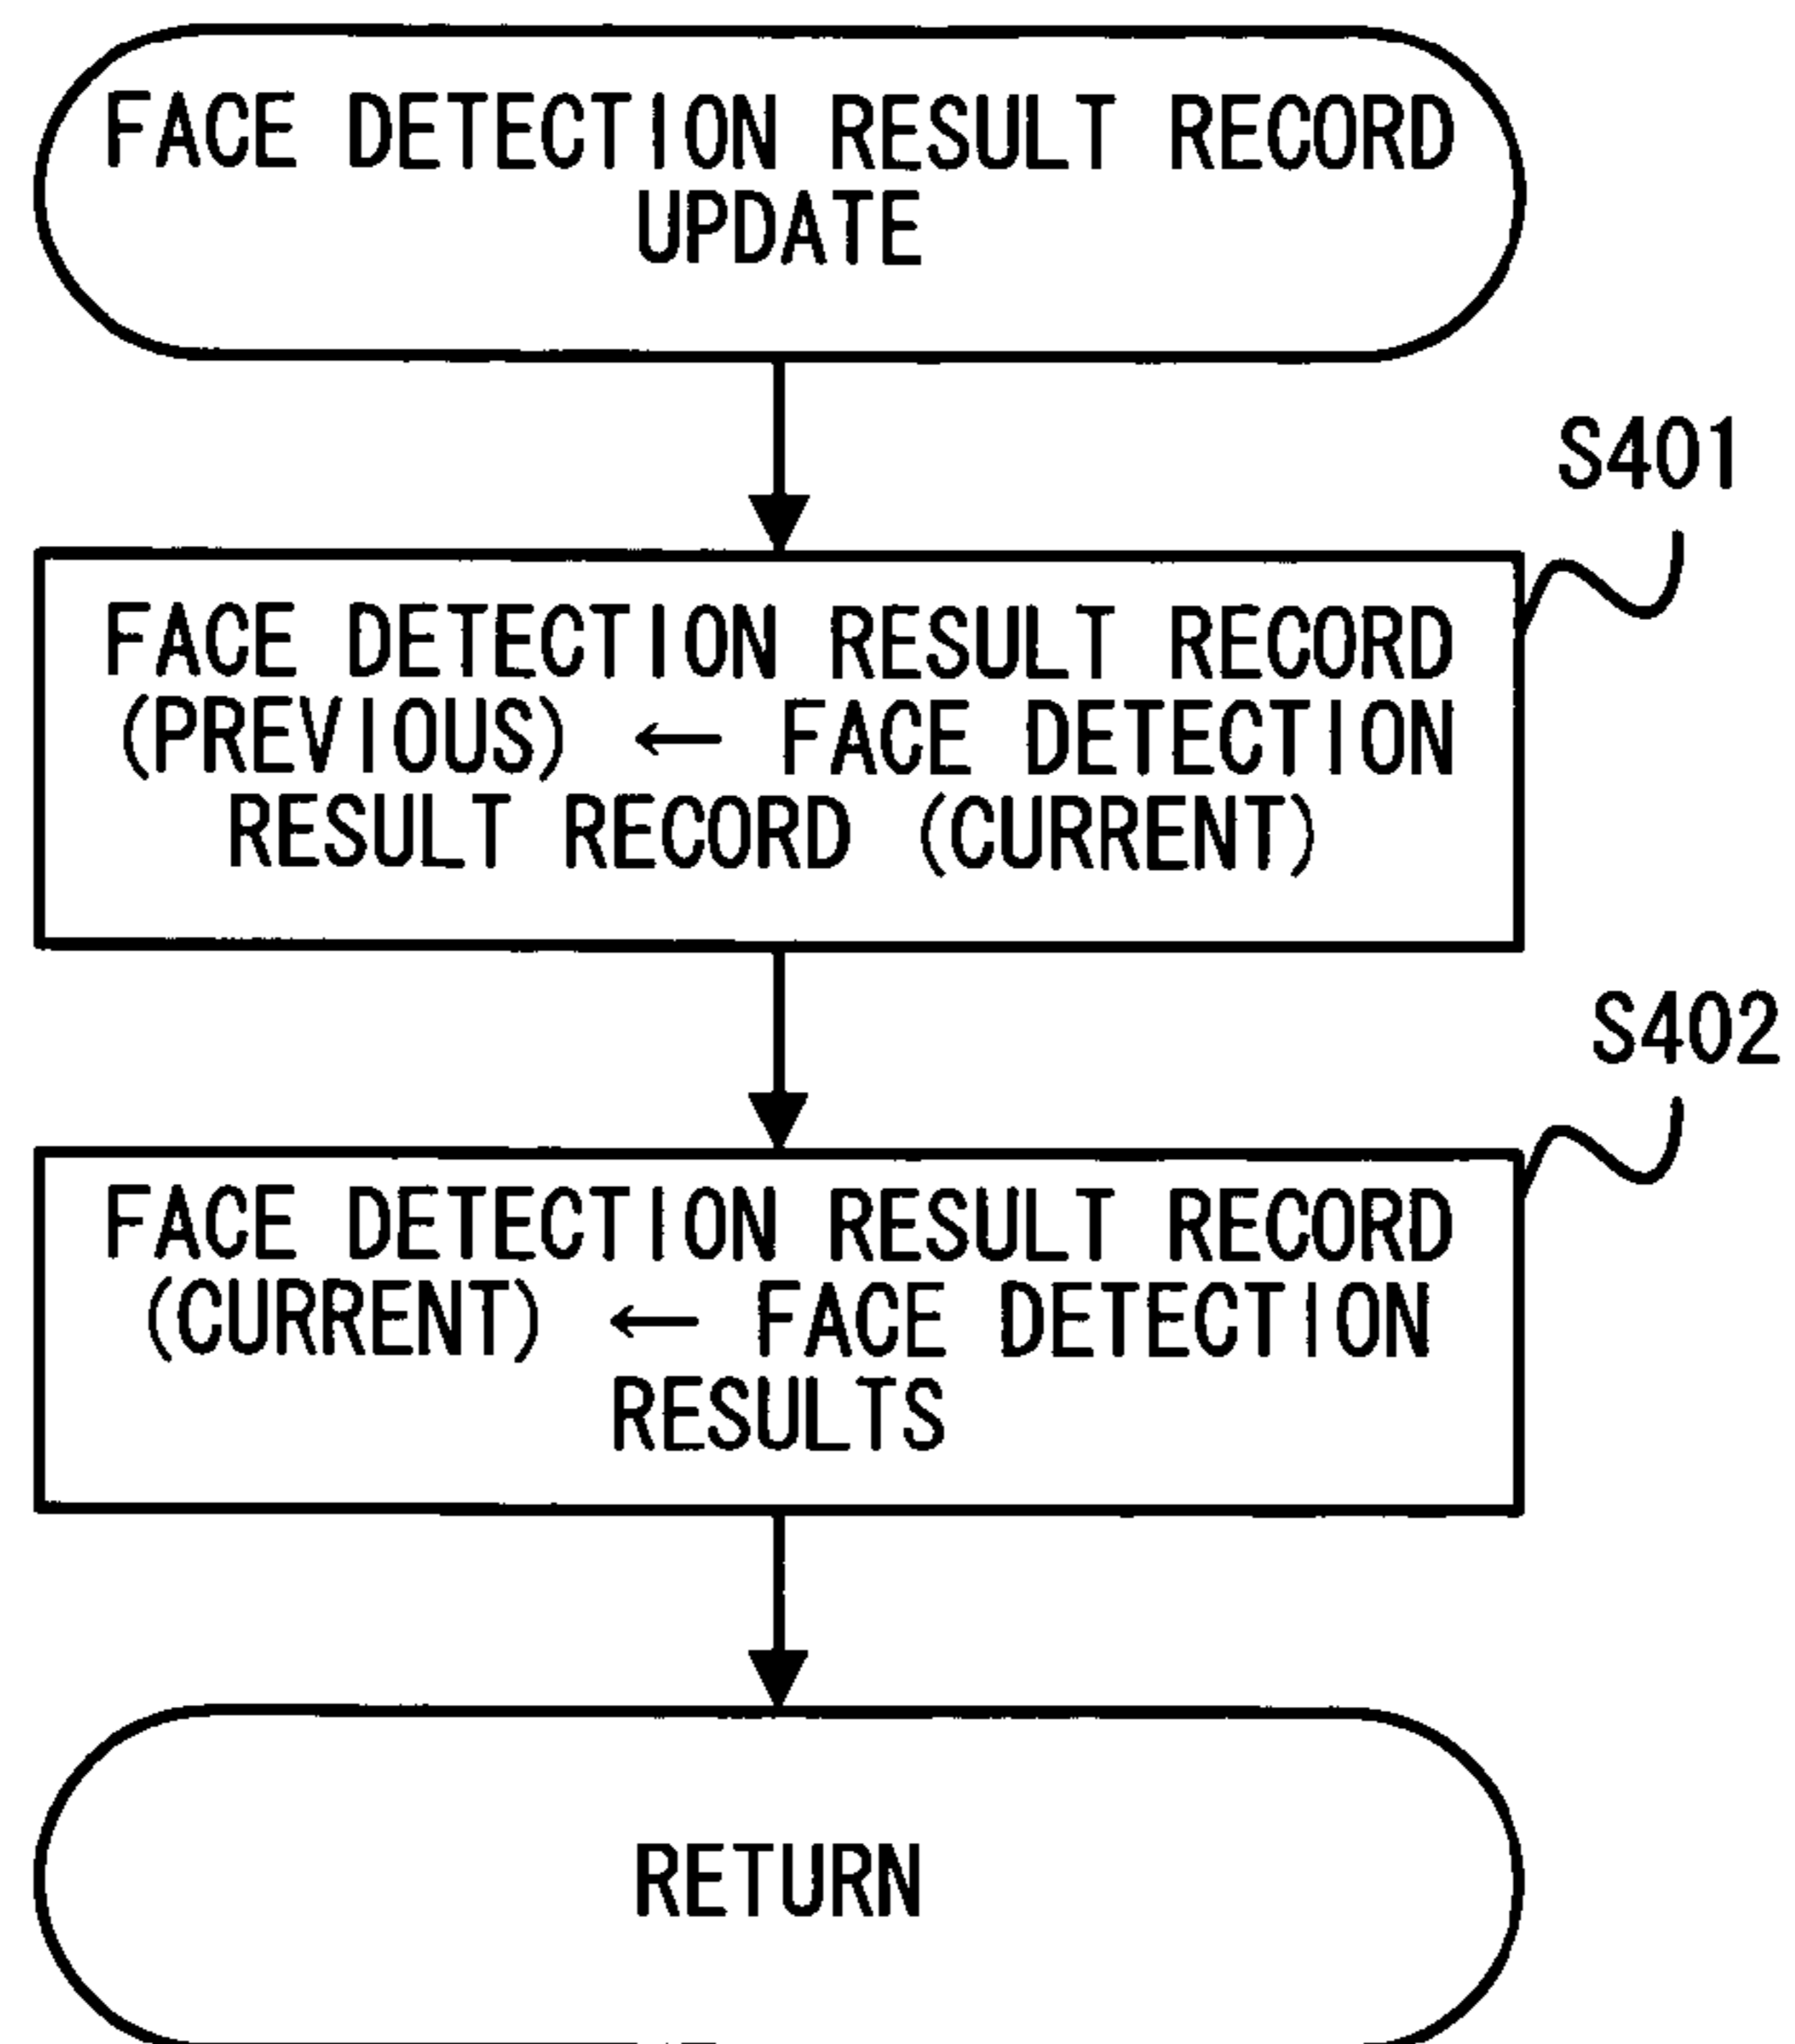 FACE DETECTION RESULT RECORD
UPDATE
S401
FACE DETECTION RESULT RECORD
(PREVIOUS) ← FACE DETECTION
RESULT RECORD (CURRENT)
S402
FACE DETECTION RESULT RECORD
(CURRENT) ← FACE DETECTION
RESULTS
RETURN